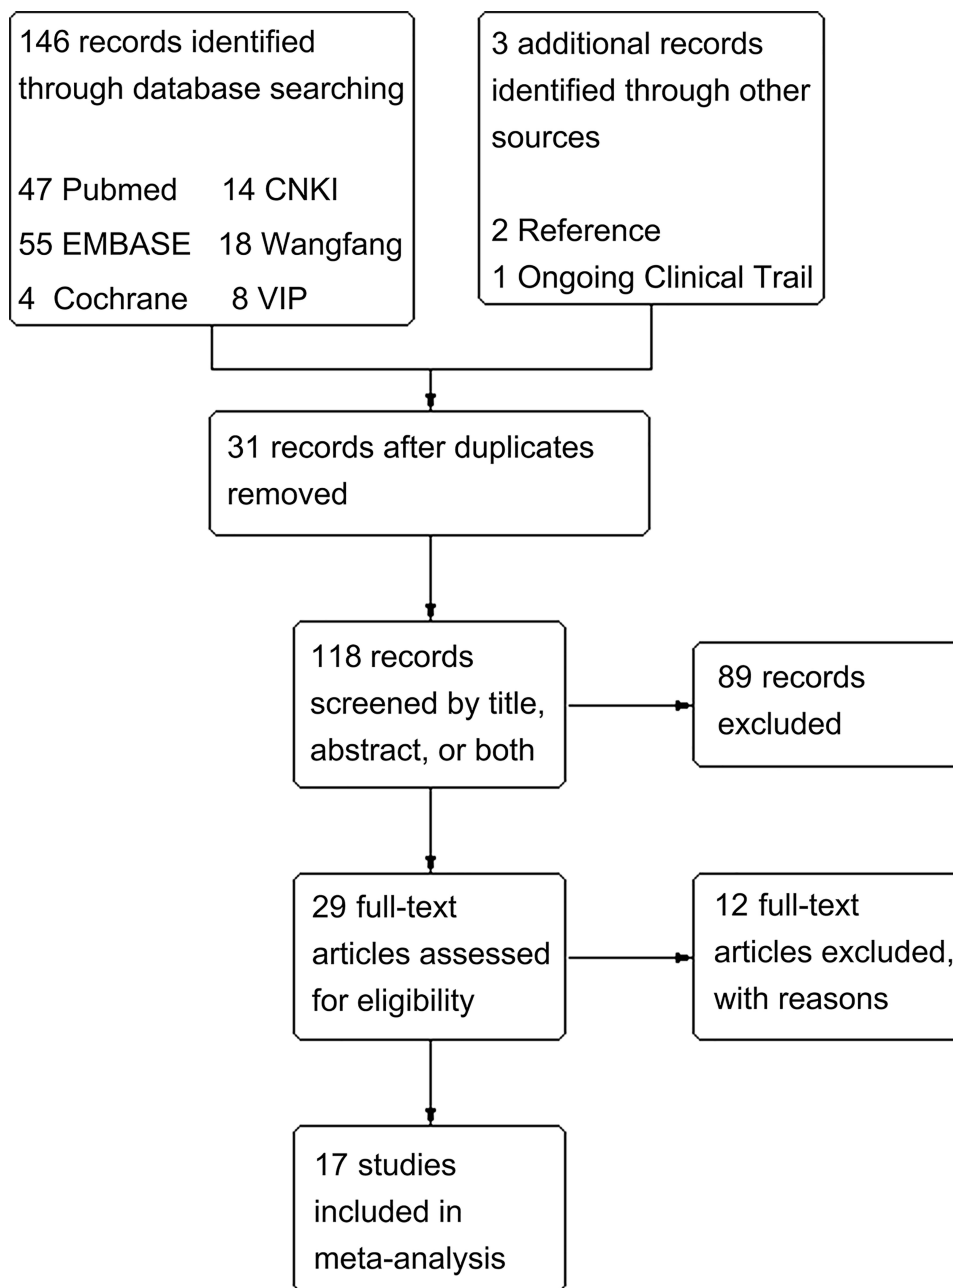 146 records identified
through database searching
47 Pubmed 14 CNKI
55 EMBASE 18 Wangfang
4 Cochrane 8 VIP
3 additional records
identified through other
sources
2 Reference
1 Ongoing Clinical Trail
31 records after duplicates
removed
118 records
screened by title,
abstract, or both
89 records
excluded
29 full-text
articles assessed
for eligibility
12 full-text
articles excluded,
with reasons
17 studies
included in
meta-analysis